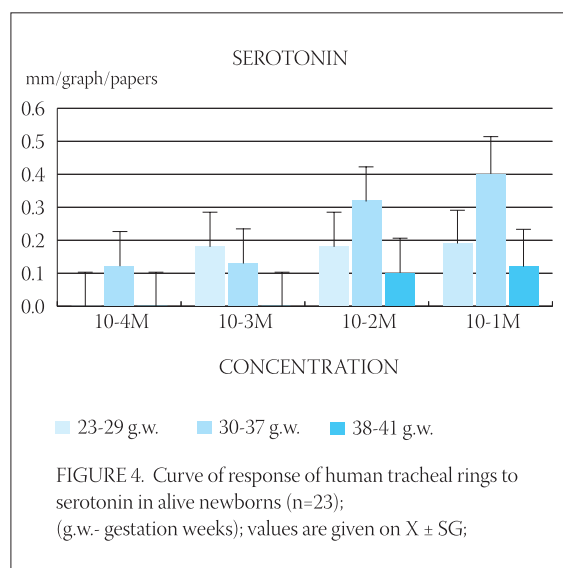 SEROTONIN
mm/graph/papers
0.6
0.5
0.4
0.3
0.2
0.1
0.0
10-4M 10-3M 10-2M 10-1M
CONCENTRATION
23-29 g.w. 30-37 g.w. 38-41 g.w.
FIGURE 4. Curve of response of human tracheal rings to
serotonin in alive newborns (n=23);
(g.w.- gestation weeks); values are given on X ± SG;